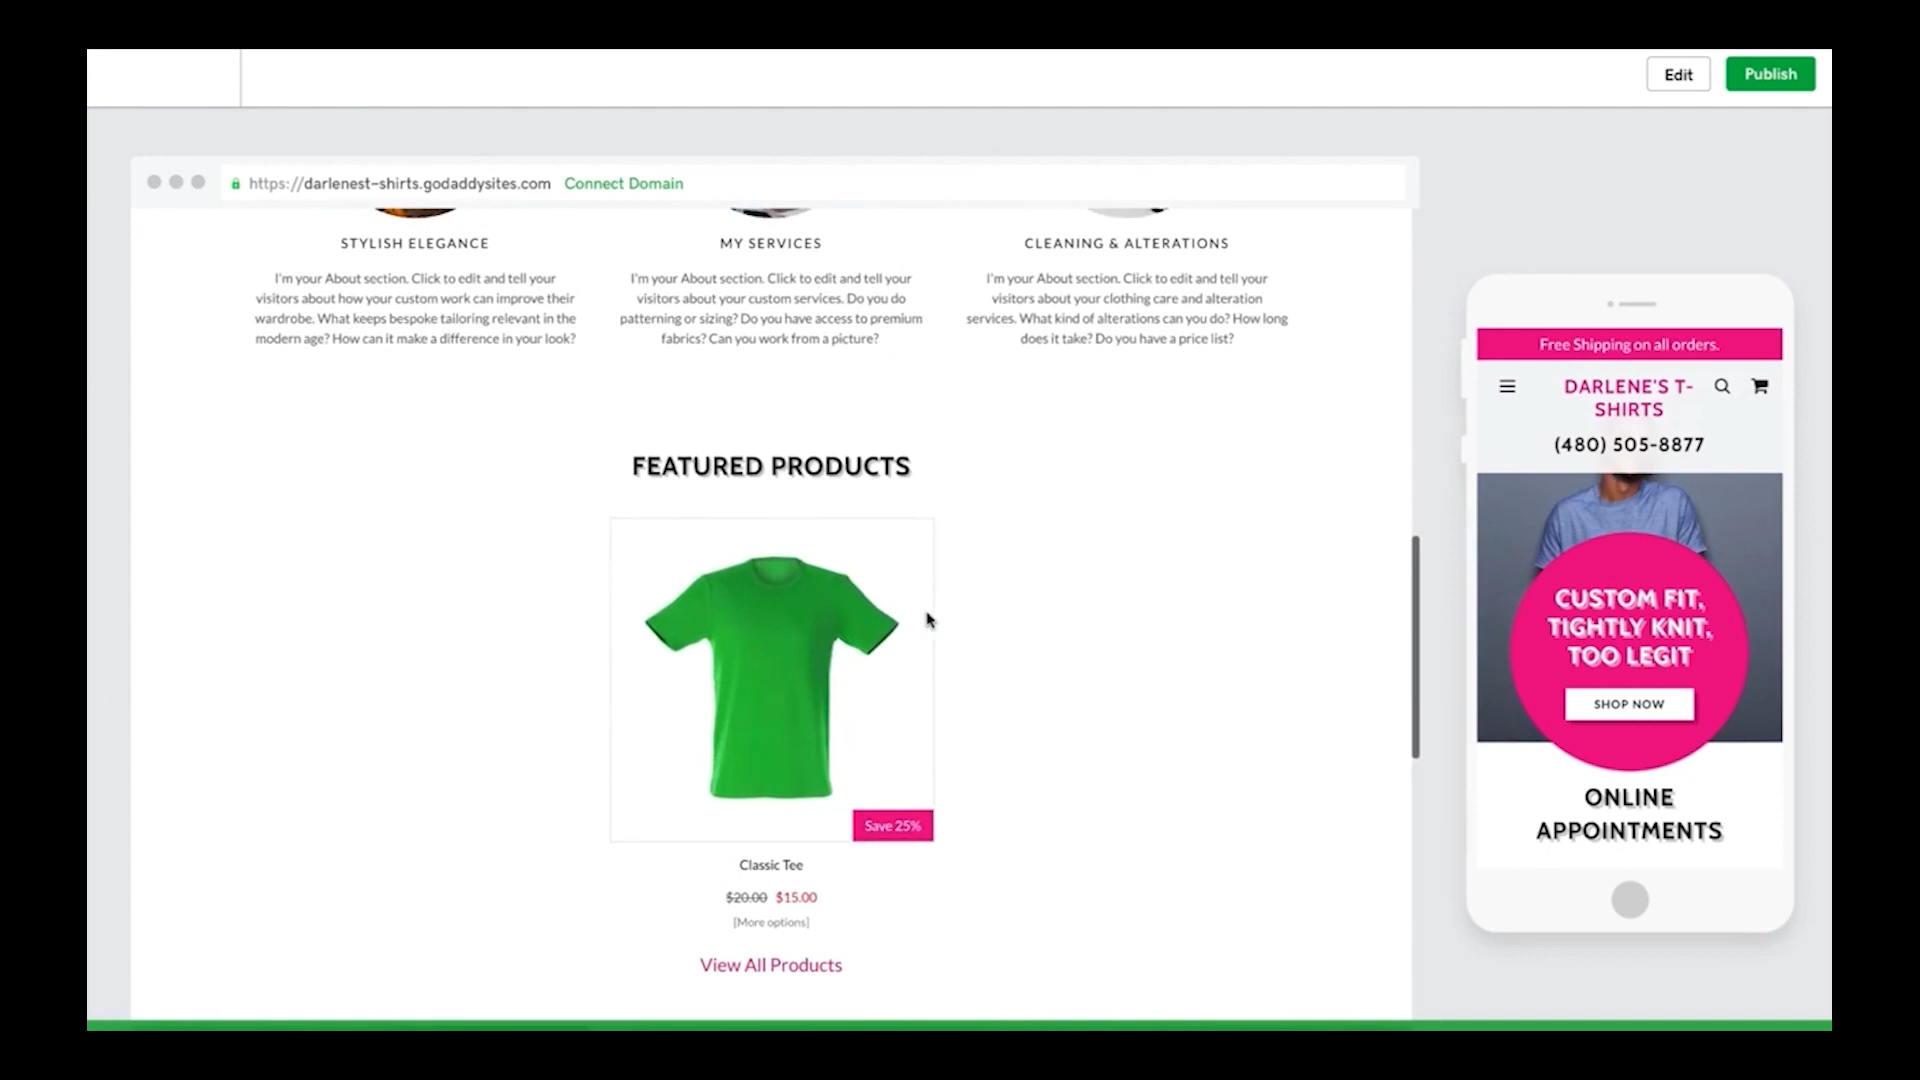 Edit
Publish
https://darlenest-shirts.godaddysites.com Connect Domain
STYLISH ELEGANCE
I'm your About section. Click to edit and tell your
visitors about how your custom work can improve their
wardrobe. What keeps bespoke tailoring relevant in the
modern age? How can it make a difference in your look?
MY SERVICES
I'm your About section. Click to edit and tell your
visitors about your custom services. Do you do
patterning or sizing? Do you have access to premium
fabrics? Can you work from a picture?
CLEANING & ALTERATIONS
I'm your About section. Click to edit and tell your
visitors about your clothing care and alteration
services. What kind of alterations can you do? How long
does it take? Do you have a price list?
FEATURED PRODUCTS
Save 25%
Classic Tee
$20.00 $15.00
[More options]
View All Products
Free Shipping on all orders.
DARLENE'S T-
SHIRTS
(480) 505-8877
CUSTOM FIT,
TIGHTLY KNIT,
TOO LEGIT
SHOP NOW
ONLINE
APPOINTMENTS